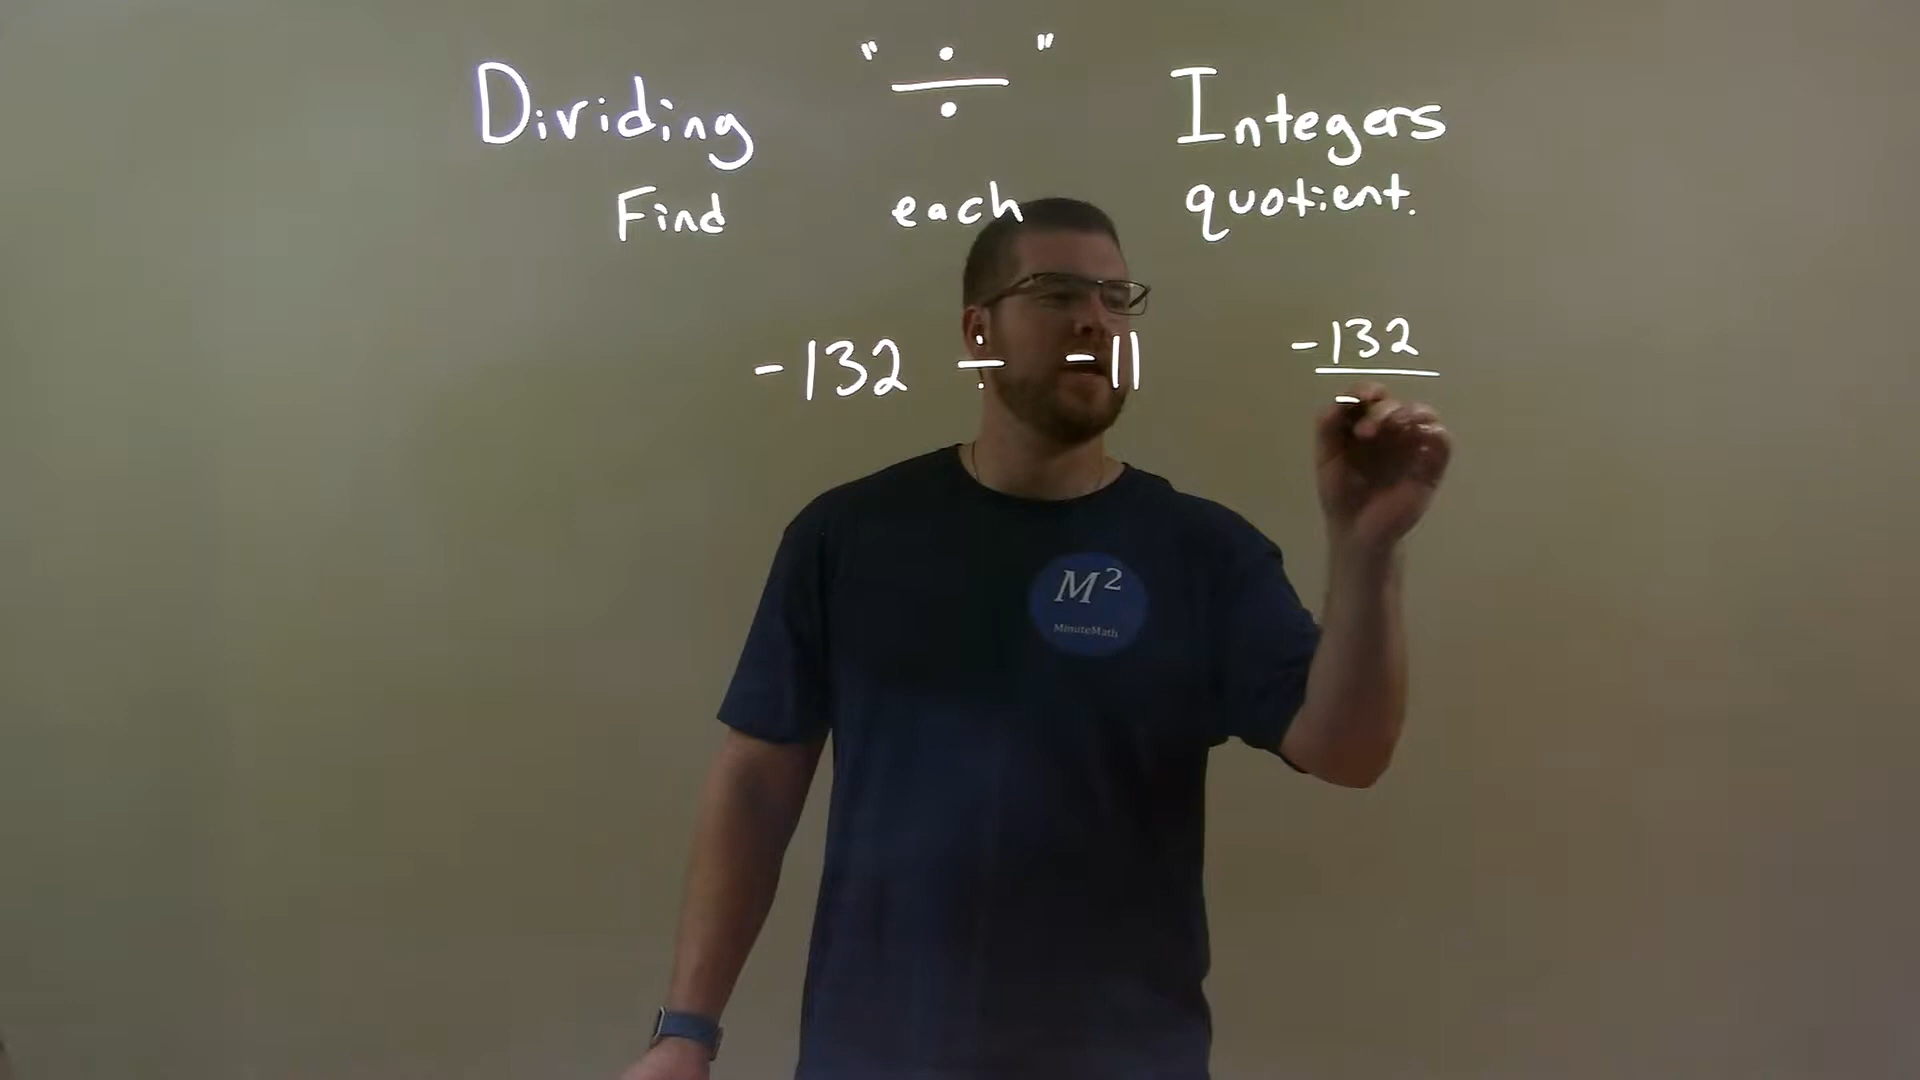 Dividing " ÷ " Integers
Find each quotient.
-132 ÷ -11
-132
-
M²
MinuteMath